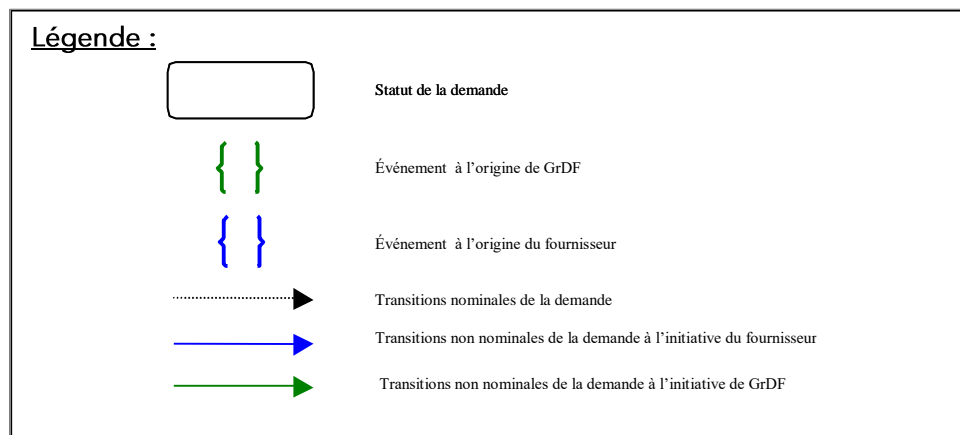 Légende :
Statut de la demande
Événement à l’origine de GrDF
Événement à l’origine du fournisseur
Transitions nominales de la demande
Transitions non nominales de la demande à l’initiative du fournisseur
Transitions non nominales de la demande à l’initiative de GrDF